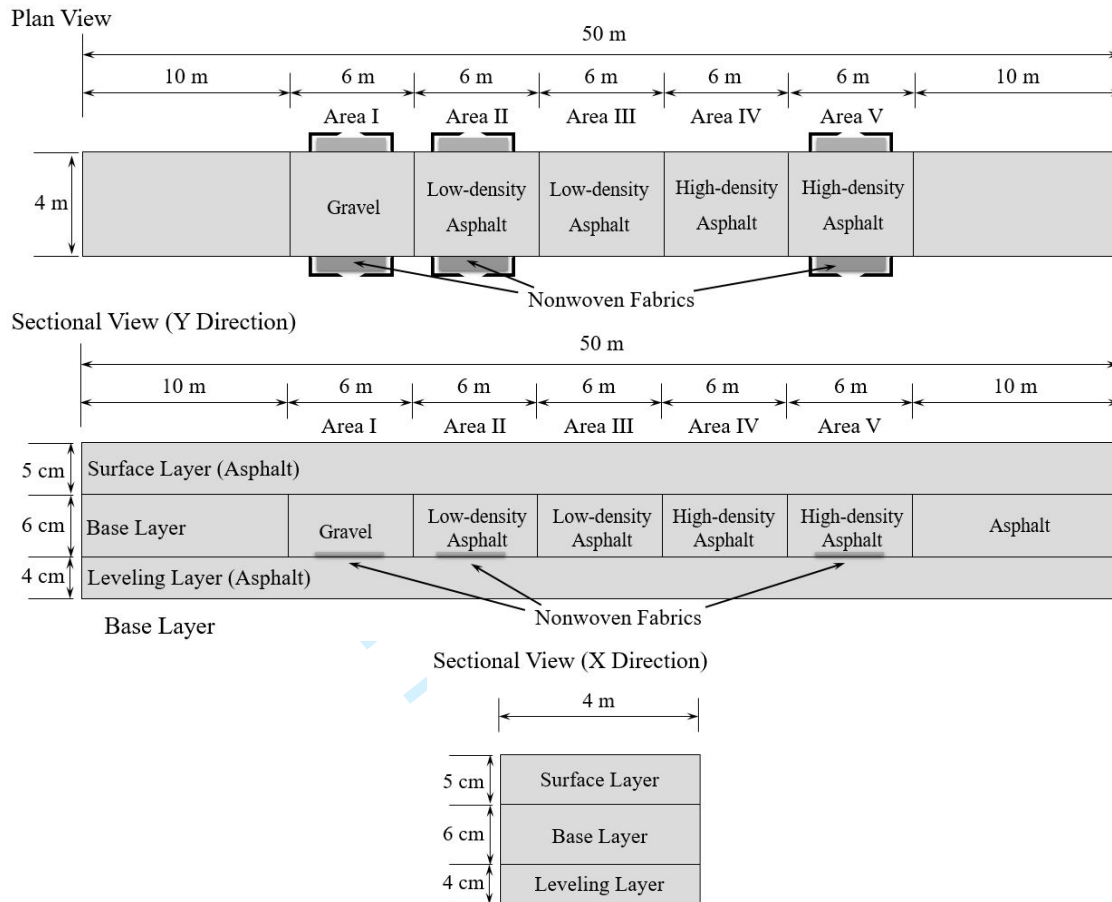 Plan View
50 m
10 m 6 m 6 m 6 m 6 m 6 m 10 m
Area I Area II Area III Area IV Area V
4 m
Gravel
Low-density
Asphalt
Low-density
Asphalt
High-density
Asphalt
High-density
Asphalt
Nonwoven Fabrics
Sectional View (Y Direction)
50 m
10 m 6 m 6 m 6 m 6 m 6 m 10 m
Area I Area II Area III Area IV Area V
5 cm
Surface Layer (Asphalt)
6 cm
Base Layer
Gravel
Low-density
Asphalt
Low-density
Asphalt
High-density
Asphalt
High-density
Asphalt
Asphalt
4 cm
Leveling Layer (Asphalt)
Nonwoven Fabrics
Base Layer
Sectional View (X Direction)
4 m
5 cm
Surface Layer
6 cm
Base Layer
4 cm
Leveling Layer